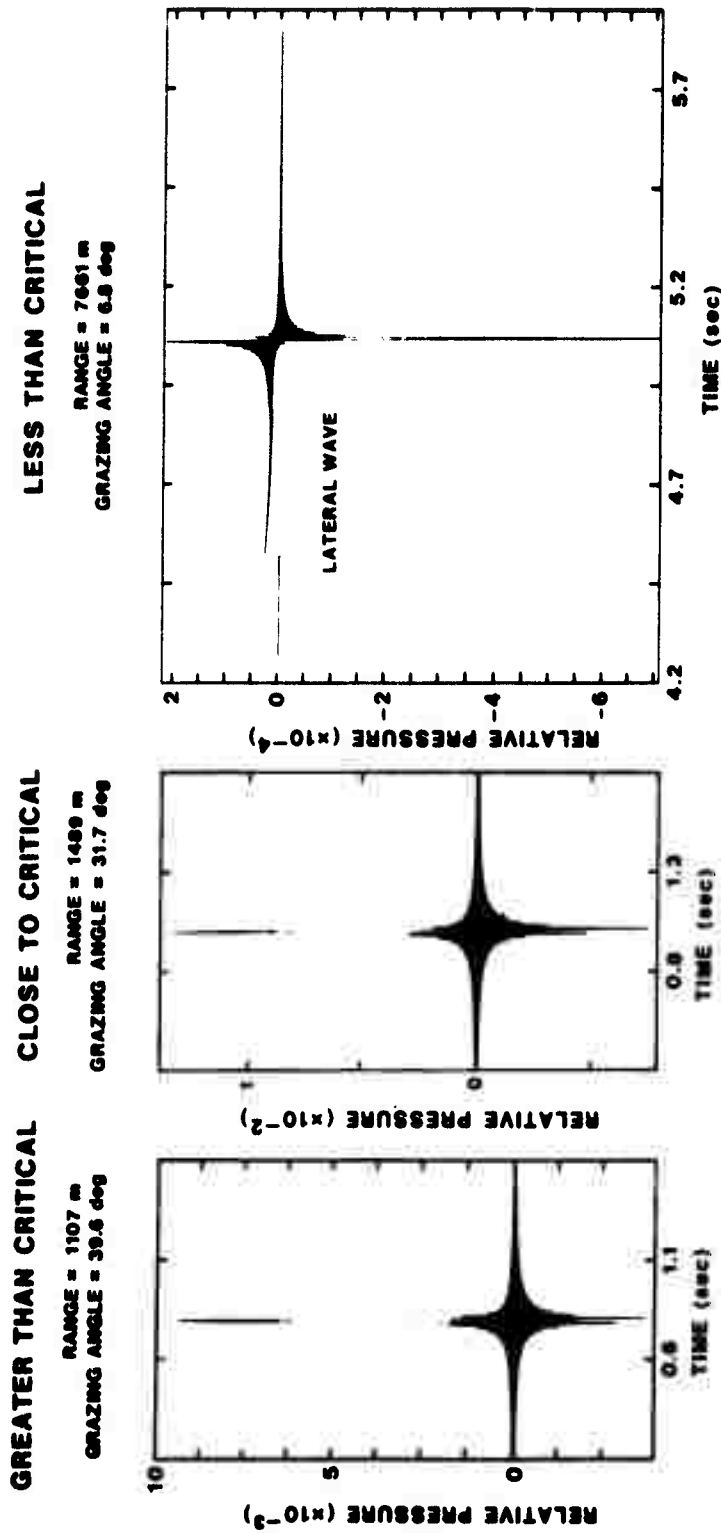 GREATER THAN CRITICAL
RANGE = 1107 m
GRAZING ANGLE = 39.6 deg
RELATIVE PRESSURE (×10⁻³)
10
5
0
0.6
1.1
TIME (sec)
CLOSE TO CRITICAL
RANGE = 1489 m
GRAZING ANGLE = 31.7 deg
RELATIVE PRESSURE (×10⁻²)
1
0
0.8
1.3
TIME (sec)
LESS THAN CRITICAL
RANGE = 7661 m
GRAZING ANGLE = 6.8 deg
RELATIVE PRESSURE (×10⁻⁴)
2
0
-2
-4
-6
LATERAL WAVE
4.2
4.7
5.2
5.7
TIME (sec)